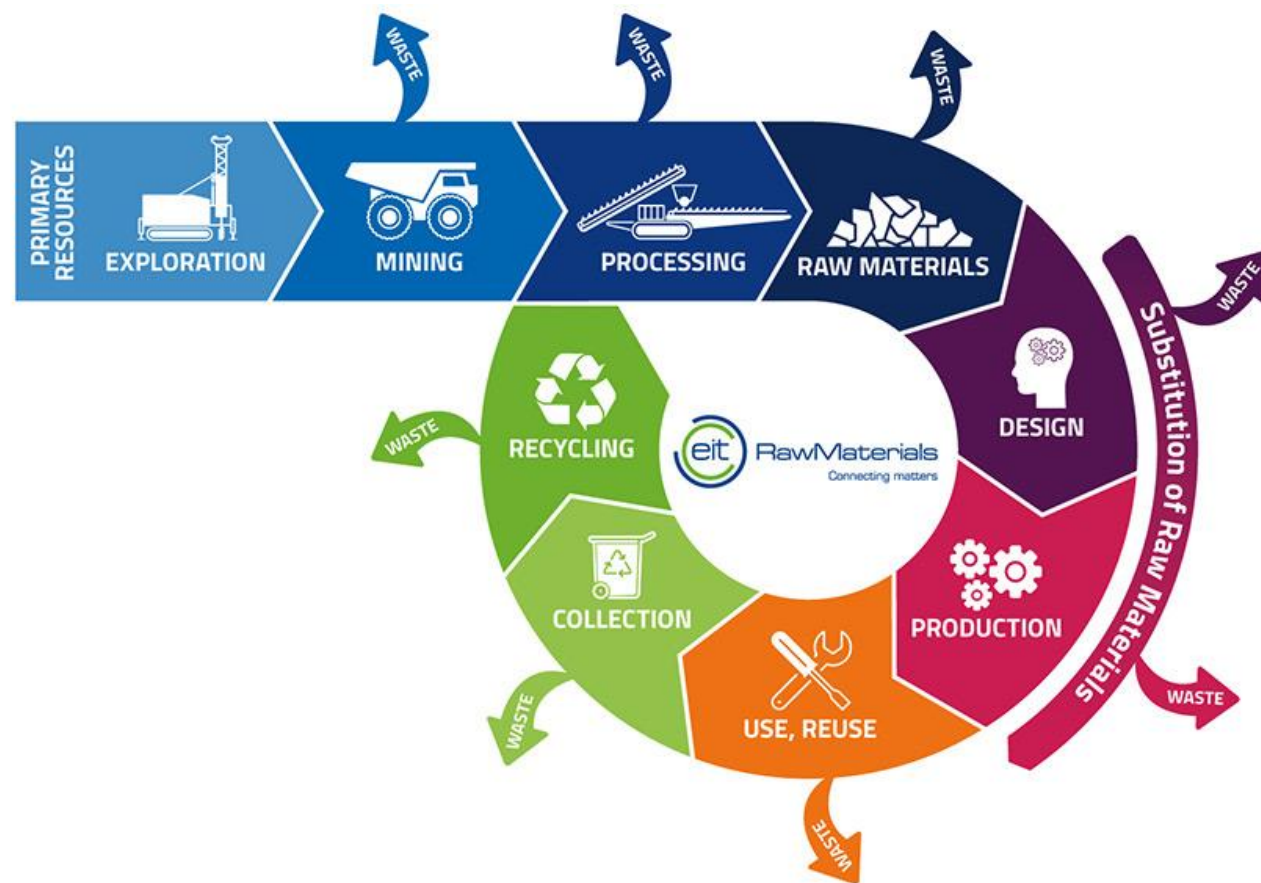 WASTE
WASTE
WASTE
PRIMARY
RESOURCES
EXPLORATION
MINING
PROCESSING
RAW MATERIALS
WASTE
Substitution of Raw Materials
DESIGN
RECYCLING
WASTE
eit RawMaterials
Connecting matters
COLLECTION
PRODUCTION
WASTE
USE, REUSE
WASTE
WASTE